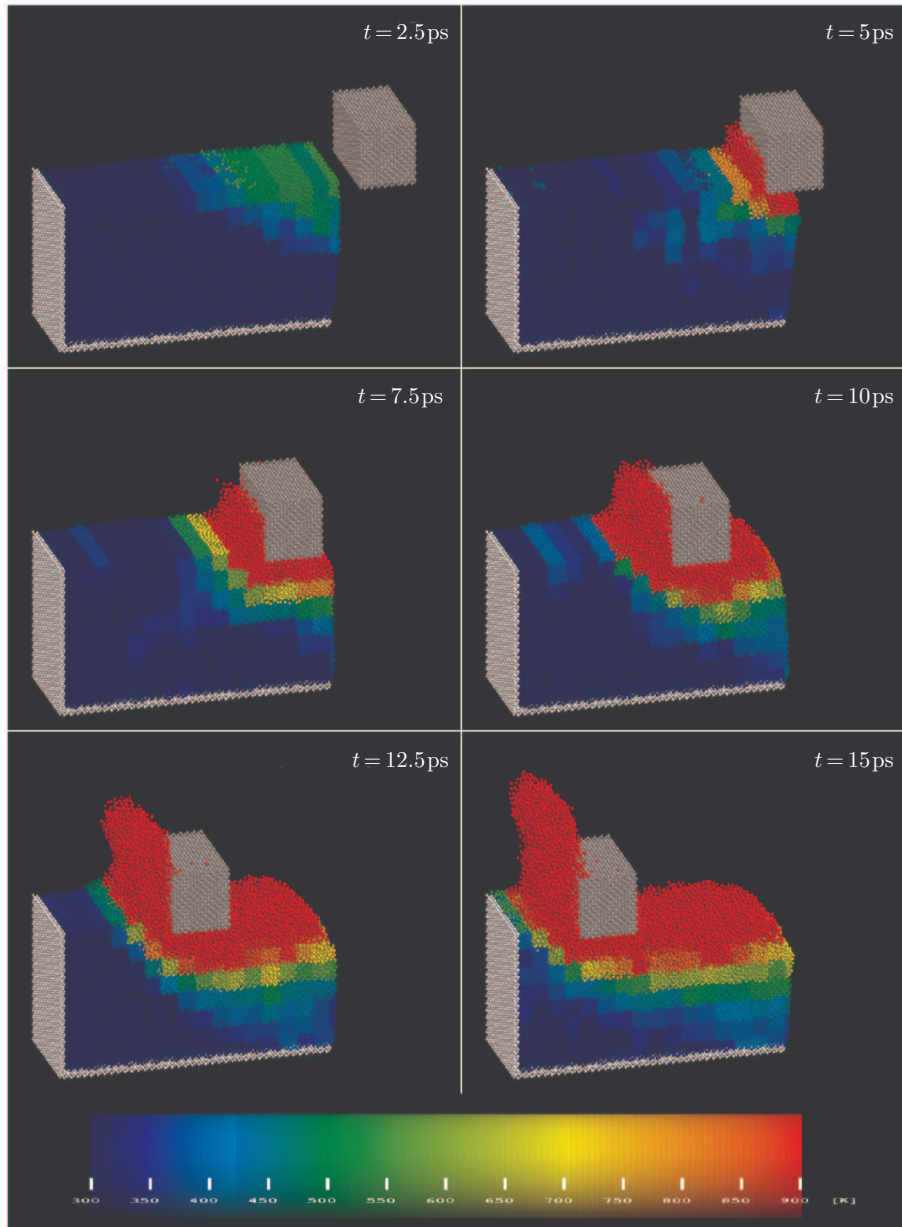 t = 2.5ps
t = 5ps
t = 7.5ps
t = 10ps
t = 12.5ps
t = 15ps
300 350 400 450 500 550 600 650 700 750 800 850 900 [K]